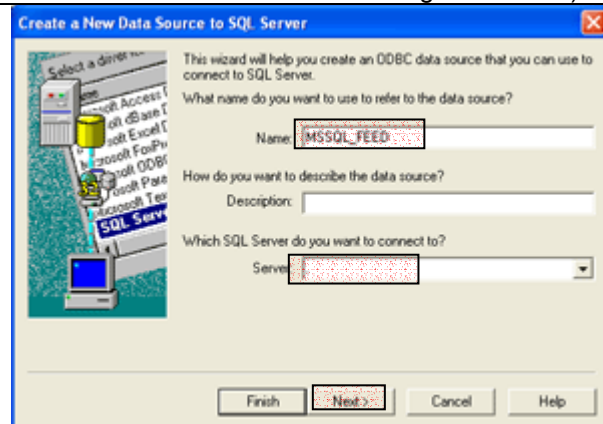 Create a New Data Source to SQL Server
This wizard will help you create an ODBC data source that you can use to
connect to SQL Server.
What name do you want to use to refer to the data source?
Name: MSSQL_FEED
How do you want to describe the data source?
Description:
Which SQL Server do you want to connect to?
Server:
Select a driver
SQL Serve
Finish
Next >
Cancel
Help